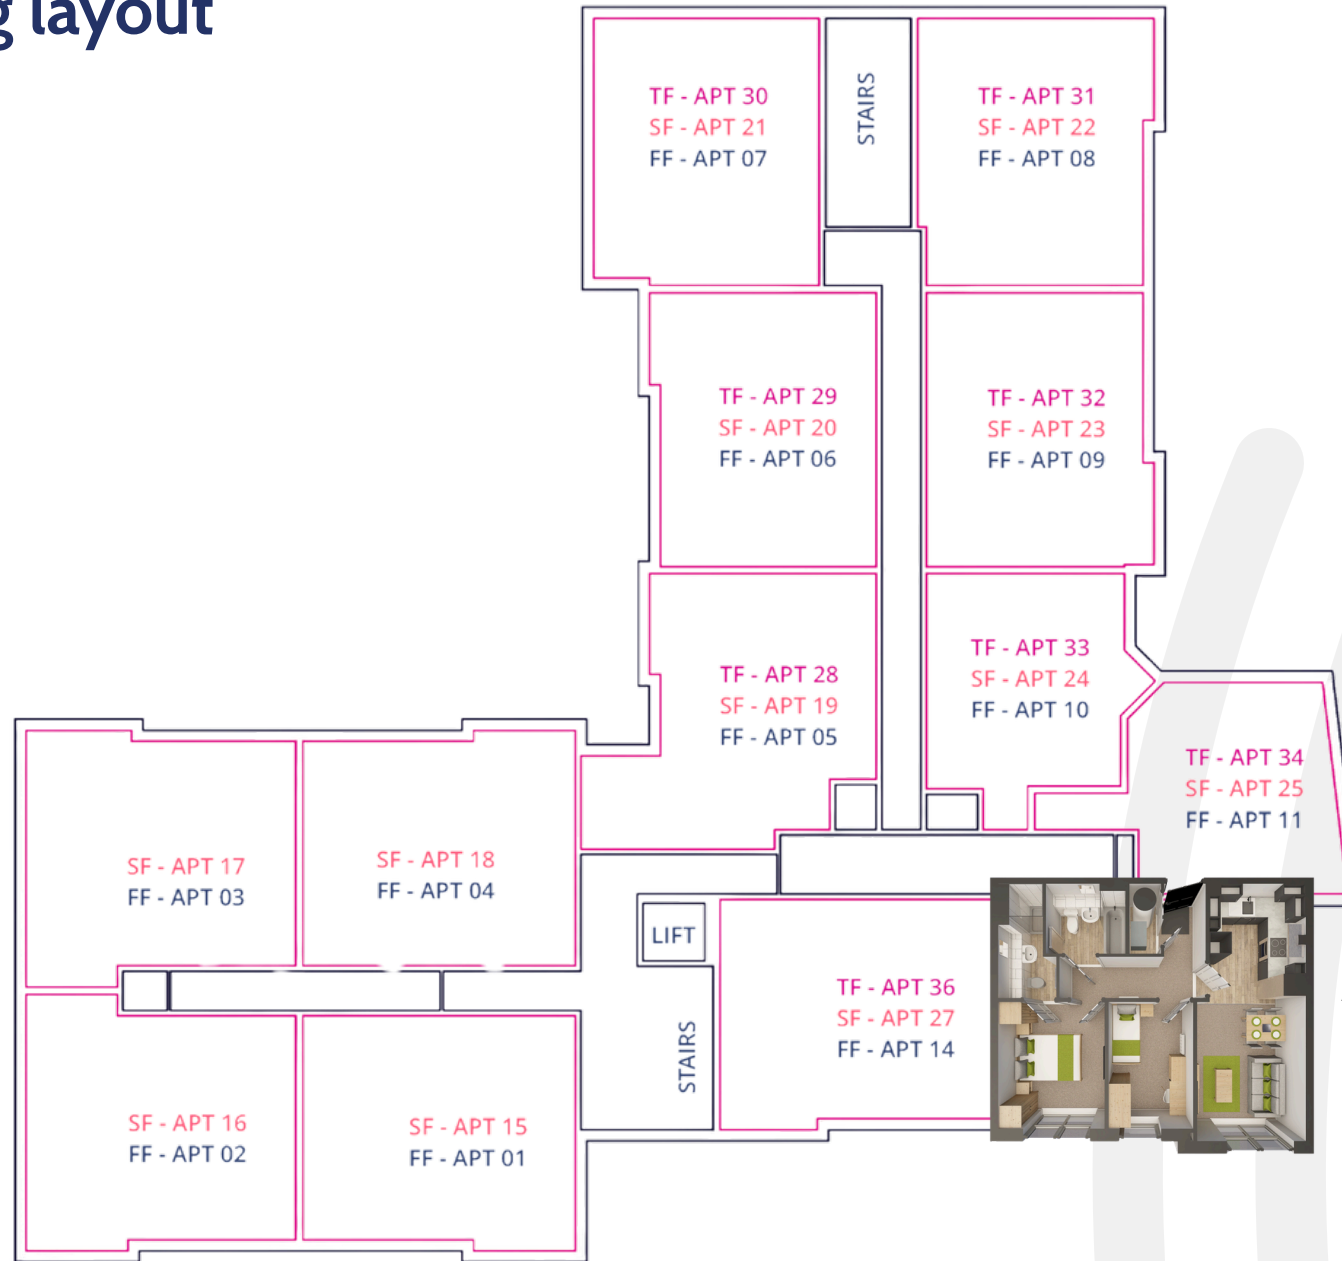 g layout
TF - APT 30
SF - APT 21
FF - APT 07
STAIRS
TF - APT 31
SF - APT 22
FF - APT 08
TF - APT 29
SF - APT 20
FF - APT 06
TF - APT 32
SF - APT 23
FF - APT 09
TF - APT 28
SF - APT 19
FF - APT 05
TF - APT 33
SF - APT 24
FF - APT 10
TF - APT 34
SF - APT 25
FF - APT 11
SF - APT 17
FF - APT 03
SF - APT 18
FF - APT 04
LIFT
TF - APT 36
SF - APT 27
FF - APT 14
STAIRS
SF - APT 16
FF - APT 02
SF - APT 15
FF - APT 01